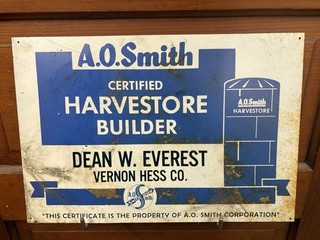 A.O.Smith
CERTIFIED
HARVESTORE
BUILDER
A.O.Smith
HARVESTORE
DEAN W. EVEREST
VERNON HESS CO.
A.O.
S
"THIS CERTIFICATE IS THE PROPERTY OF A.O. SMITH CORPORATION"